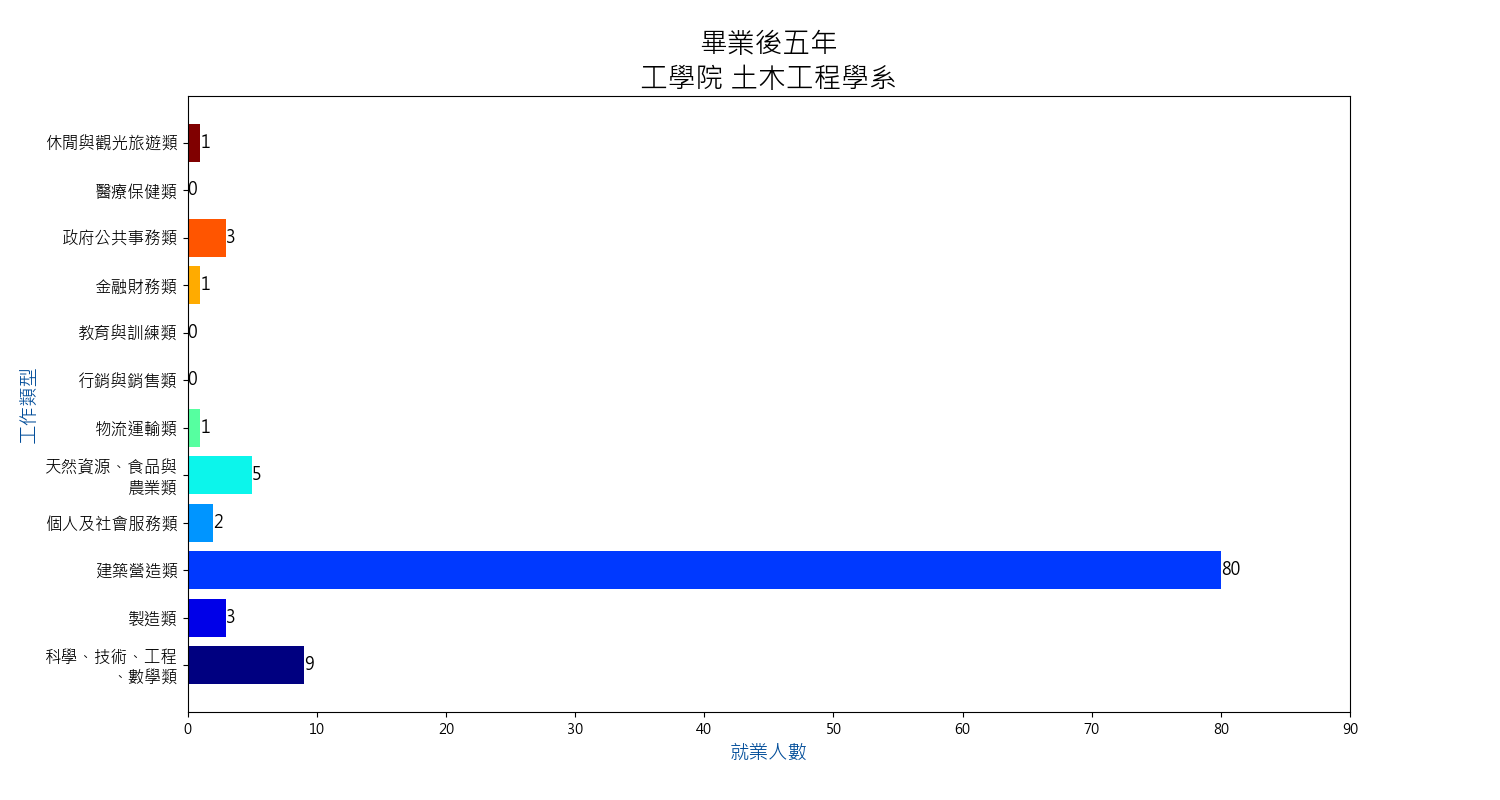 畢業後五年
工學院 土木工程學系
工作類型
休閒與觀光旅遊類
1
醫療保健類
0
政府公共事務類
3
金融財務類
1
教育與訓練類
0
行銷與銷售類
0
物流運輸類
1
天然資源、食品與
農業類
5
個人及社會服務類
2
建築營造類
80
製造類
3
科學、技術、工程
、數學類
9
0 10 20 30 40 50 60 70 80 90
就業人數